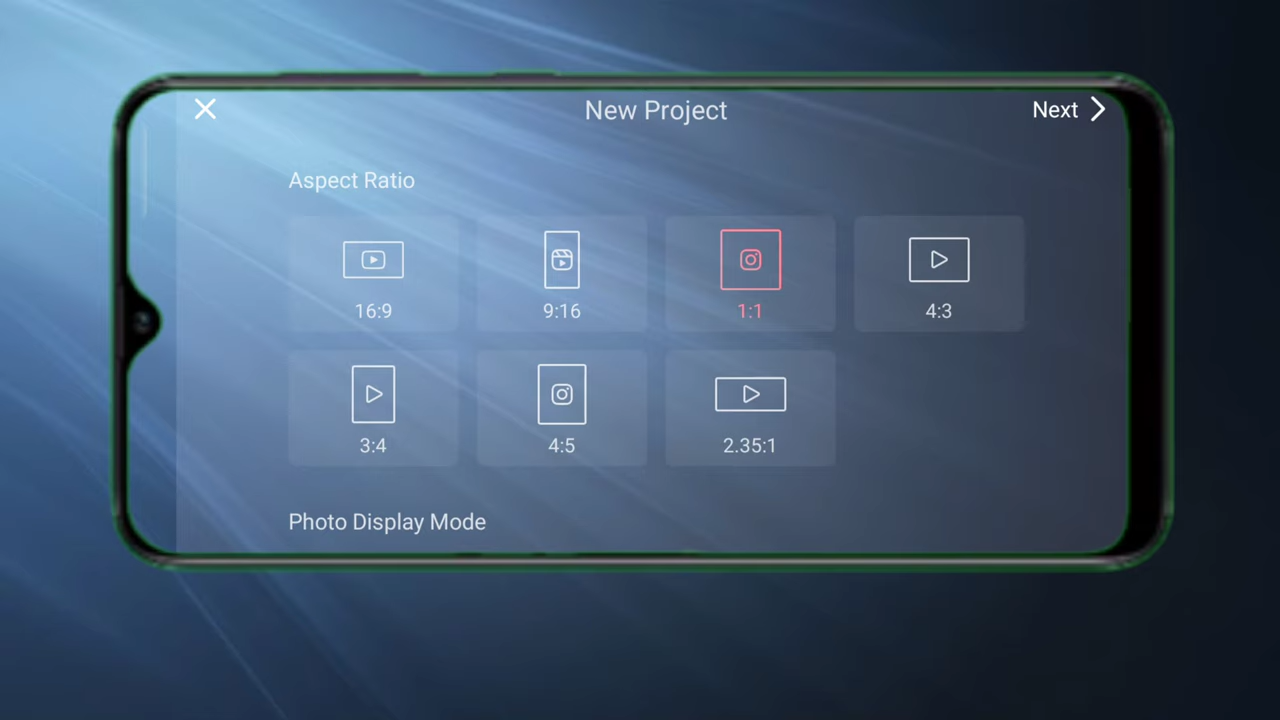 New Project
Next
Aspect Ratio
16:9
9:16
1:1
4:3
3:4
4:5
2.35:1
Photo Display Mode